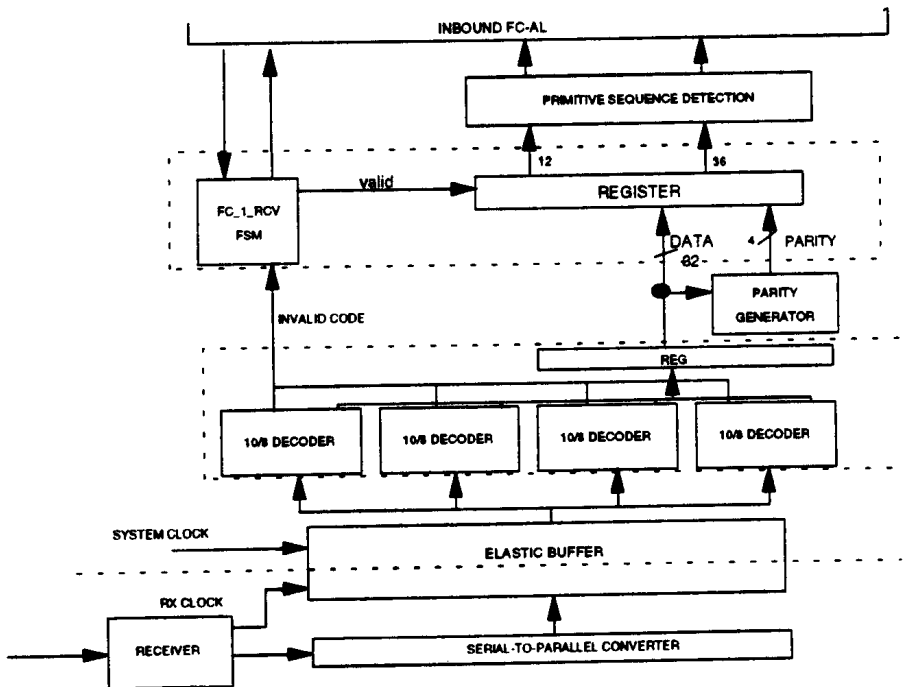 INBOUND FC-AL
PRIMITIVE SEQUENCE DETECTION
12
36
valid
REGISTER
FC_1_RCV
FSM
DATA
32
4
PARITY
PARITY
GENERATOR
INVALID CODE
REG
10/8 DECODER
10/8 DECODER
10/8 DECODER
10/8 DECODER
SYSTEM CLOCK
ELASTIC BUFFER
RX CLOCK
RECEIVER
SERIAL-TO-PARALLEL CONVERTER